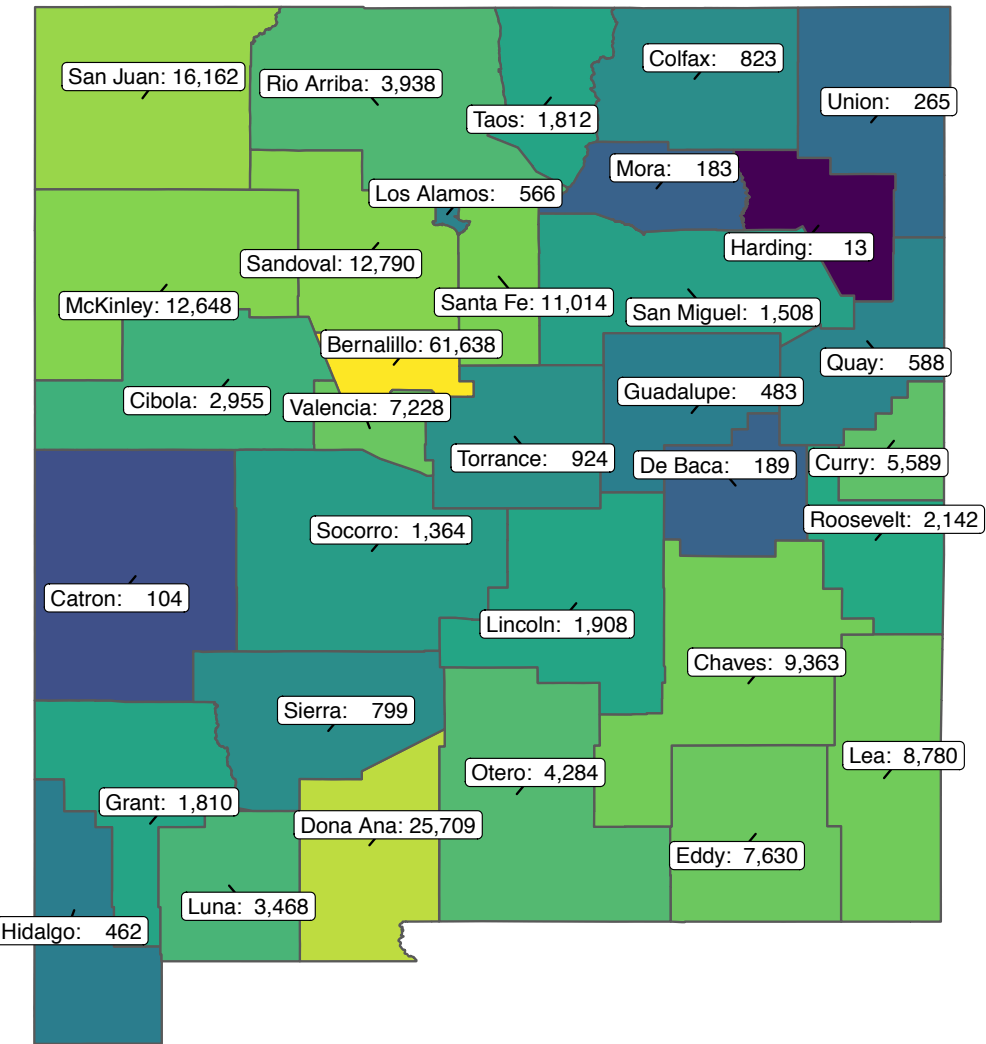 Colfax: 823
San Juan: 16,162
Rio Arriba: 3,938
Union: 265
Taos: 1,812
Mora: 183
Los Alamos: 566
Harding: 13
Sandoval: 12,790
Santa Fe: 11,014
McKinley: 12,648
San Miguel: 1,508
Bernalillo: 61,638
Quay: 588
Guadalupe: 483
Cibola: 2,955
Valencia: 7,228
Torrance: 924
De Baca: 189
Curry: 5,589
Roosevelt: 2,142
Socorro: 1,364
Catron: 104
Lincoln: 1,908
Chaves: 9,363
Sierra: 799
Lea: 8,780
Otero: 4,284
Grant: 1,810
Dona Ana: 25,709
Eddy: 7,630
Luna: 3,468
Hidalgo: 462